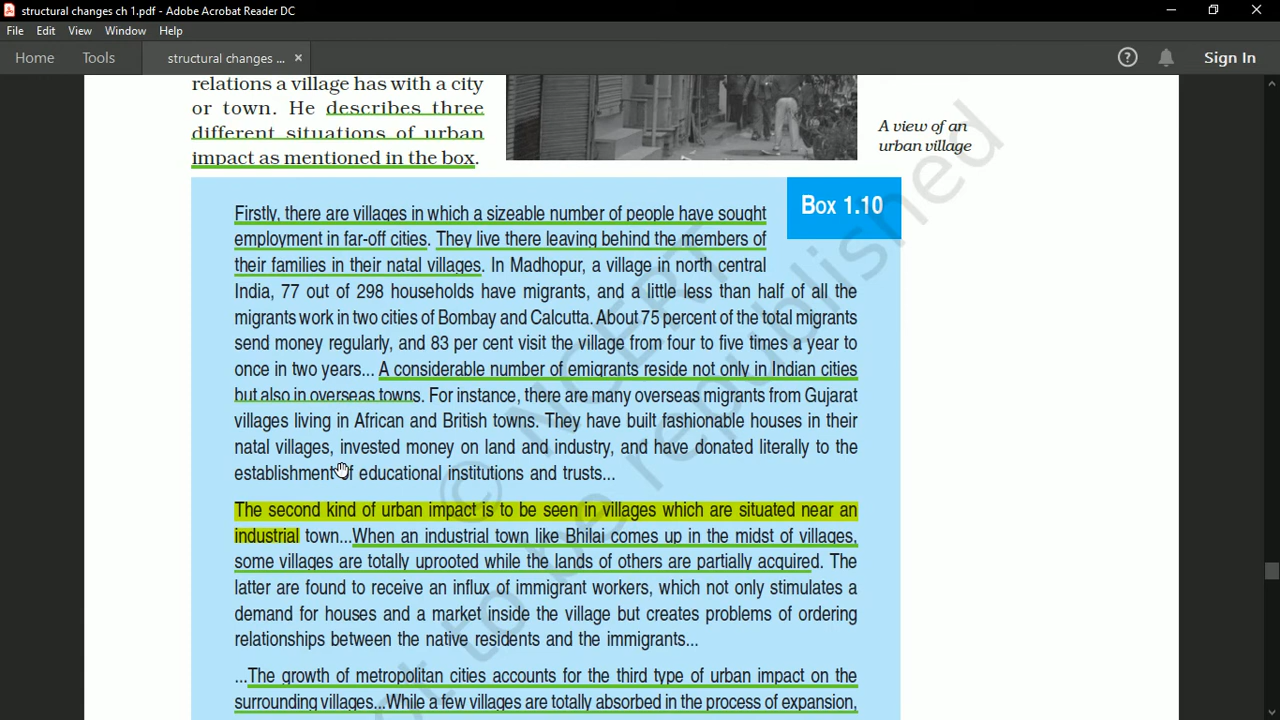 structural changes ch 1.pdf - Adobe Acrobat Reader DC
File Edit View Window Help
Home Tools structural changes ... × Sign In
relations a village has with a city
or town. He describes three
different situations of urban
impact as mentioned in the box.
A view of an
urban village
Box 1.10
Firstly, there are villages in which a sizeable number of people have sought
employment in far-off cities. They live there leaving behind the members of
their families in their natal villages. In Madhopur, a village in north central
India, 77 out of 298 households have migrants, and a little less than half of all the
migrants work in two cities of Bombay and Calcutta. About 75 percent of the total migrants
send money regularly, and 83 per cent visit the village from four to five times a year to
once in two years... A considerable number of emigrants reside not only in Indian cities
but also in overseas towns. For instance, there are many overseas migrants from Gujarat
villages living in African and British towns. They have built fashionable houses in their
natal villages, invested money on land and industry, and have donated literally to the
establishment of educational institutions and trusts...
The second kind of urban impact is to be seen in villages which are situated near an
industrial town...When an industrial town like Bhilai comes up in the midst of villages,
some villages are totally uprooted while the lands of others are partially acquired. The
latter are found to receive an influx of immigrant workers, which not only stimulates a
demand for houses and a market inside the village but creates problems of ordering
relationships between the native residents and the immigrants...
...The growth of metropolitan cities accounts for the third type of urban impact on the
surrounding villages...While a few villages are totally absorbed in the process of expansion,
© NCERT
not to be republished